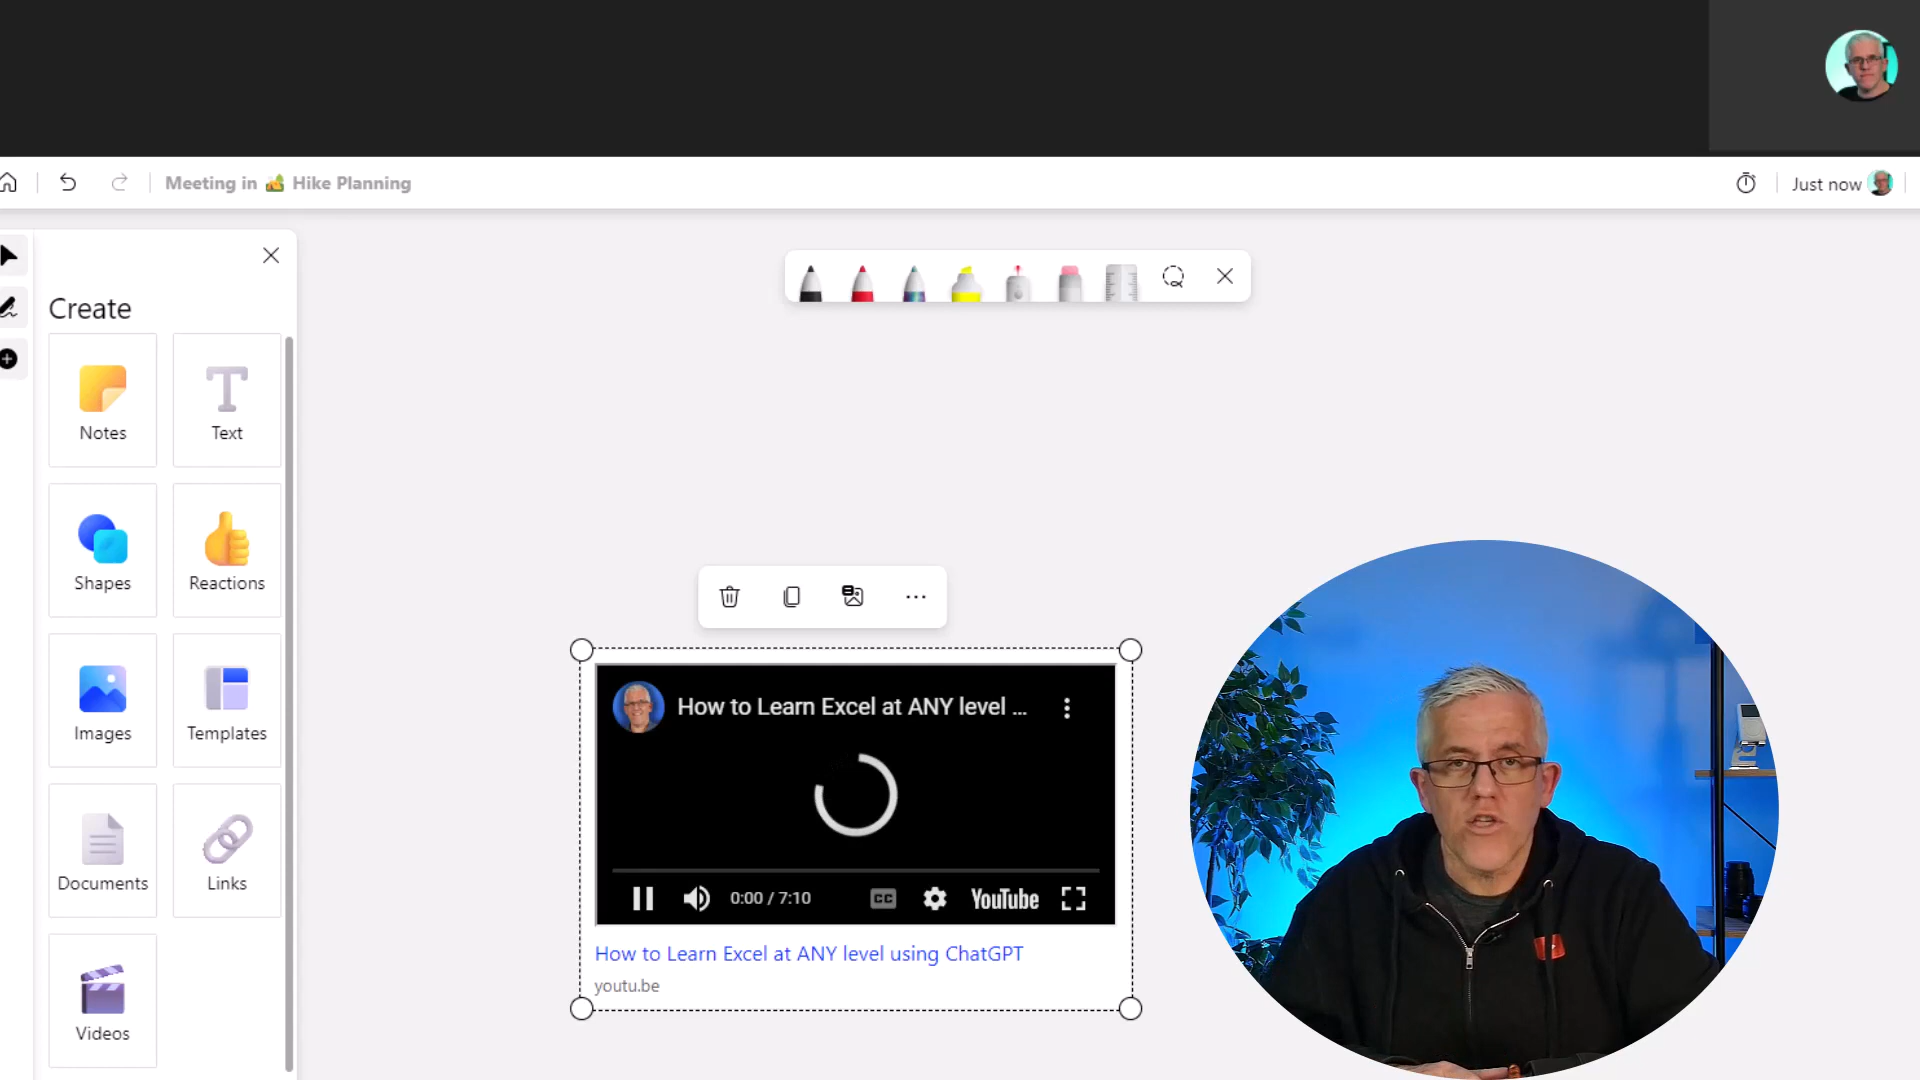 Meeting in 🏕️ Hike Planning
Just now
Create
Notes
Text
Shapes
Reactions
Images
Templates
Documents
Links
Videos
How to Learn Excel at ANY level ...
0:00 / 7:10
CC
YouTube
How to Learn Excel at ANY level using ChatGPT
youtu.be